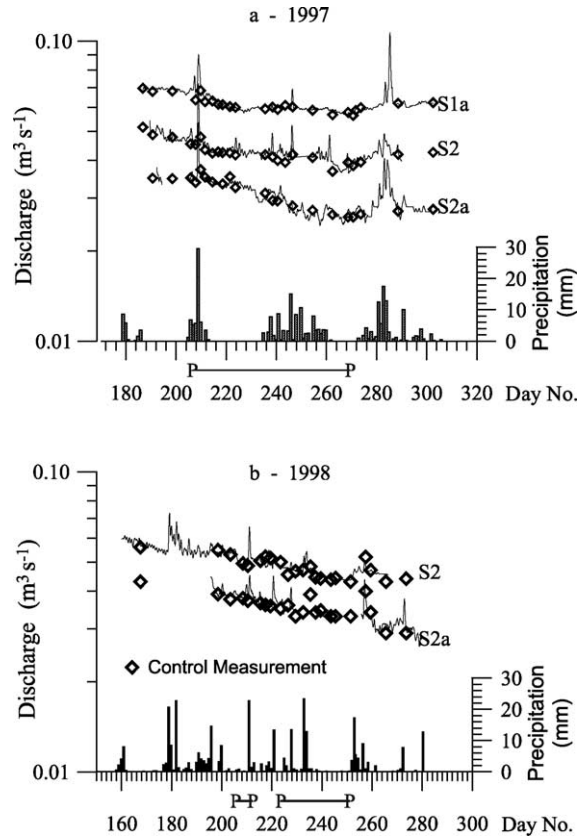 a - 1997
0.10
Discharge (m³ s⁻¹)
S1a
S2
S2a
30
20
10
0
Precipitation (mm)
0.01
P P
180 200 220 240 260 280 300 320 Day No.
b - 1998
0.10
Discharge (m³ s⁻¹)
S2
S2a
Control Measurement
30
20
10
0
Precipitation (mm)
0.01
P P P P
160 180 200 220 240 260 280 300 Day No.